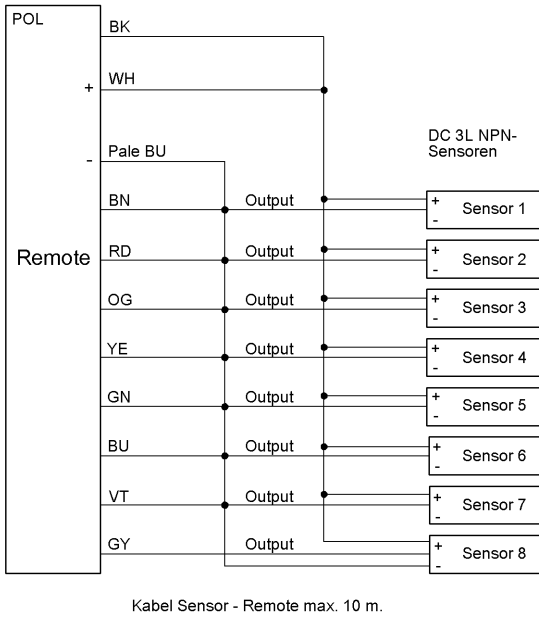 POL
BK
+
WH
-
Pale BU
DC 3L NPN-
Sensoren
BN
Output
+
-
Sensor 1
Remote
RD
Output
+
-
Sensor 2
OG
Output
+
-
Sensor 3
YE
Output
+
-
Sensor 4
GN
Output
+
-
Sensor 5
BU
Output
+
-
Sensor 6
VT
Output
+
-
Sensor 7
GY
Output
+
-
Sensor 8
Kabel Sensor - Remote max. 10 m.